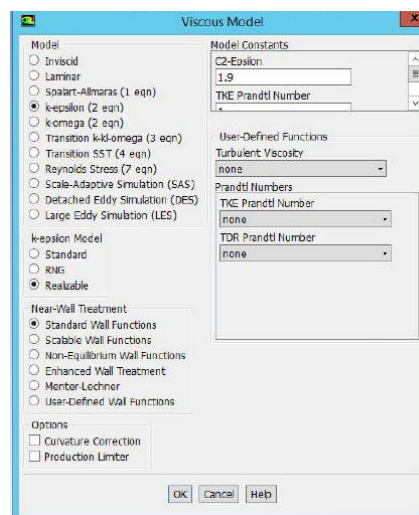 Viscous Model
Model
Inviscid
Laminar
Spalart-Allmaras (1 eqn)
k-epsilon (2 eqn)
k-omega (2 eqn)
Transition k-kl-omega (3 eqn)
Transition SST (4 eqn)
Reynolds Stress (7 eqn)
Scale-Adaptive Simulation (SAS)
Detached Eddy Simulation (DES)
Large Eddy Simulation (LES)
k-epsilon Model
Standard
RNG
Realizable
Near-Wall Treatment
Standard Wall Functions
Scalable Wall Functions
Non-Equilibrium Wall Functions
Enhanced Wall Treatment
Menter-Lechner
User-Defined Wall Functions
Options
Curvature Correction
Production Limiter
Model Constants
C2-Epsilon
1.9
TKE Prandtl Number
User-Defined Functions
Turbulent Viscosity
none
Prandtl Numbers
TKE Prandtl Number
none
TDR Prandtl Number
none
OK Cancel Help